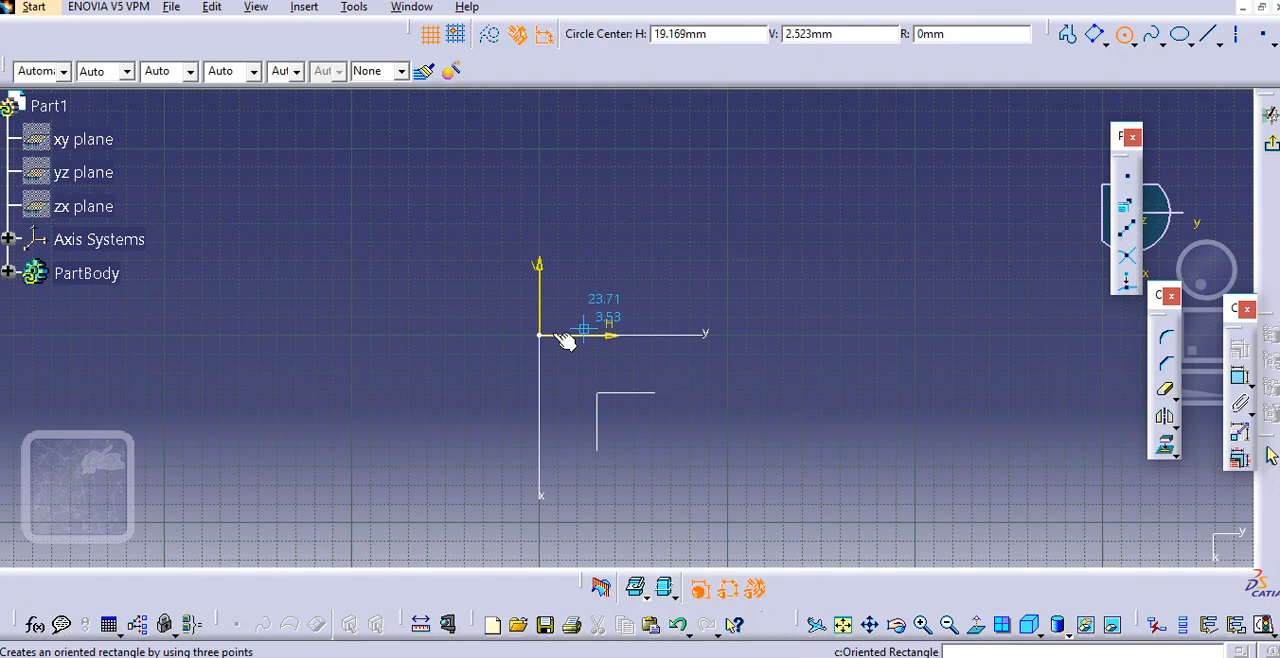 Start ENOVIA V5 VPM File Edit View Insert Tools Window Help
Circle Center: H: 19.169mm V: 2.523mm R: 0mm
Auto Auto Auto Aut Aut None
Part1
xy plane
yz plane
zx plane
Axis Systems
PartBody
P x
z y
x
C x
C x
V
23.71
3.53
H
y
x
y
x
f(x)
DS
CATIA
Creates an oriented rectangle by using three points c:Oriented Rectangle